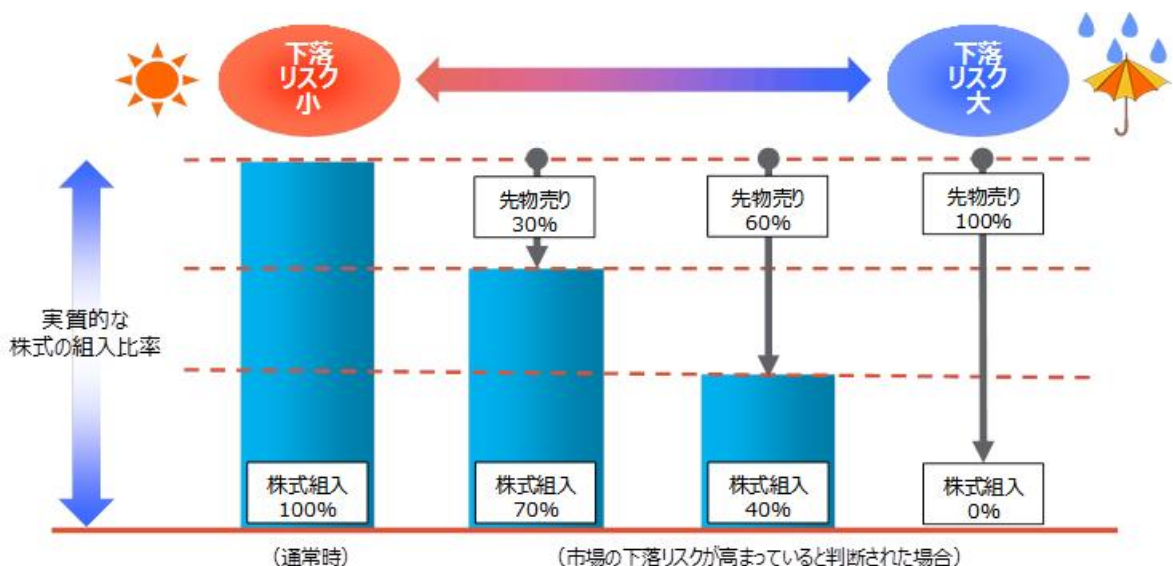 下落
リスク
小
下落
リスク
大
先物売り
30%
先物売り
60%
先物売り
100%
実質的な
株式の組入比率
株式組入
100%
株式組入
70%
株式組入
40%
株式組入
0%
（通常時）
（市場の下落リスクが高まっていると判断された場合）